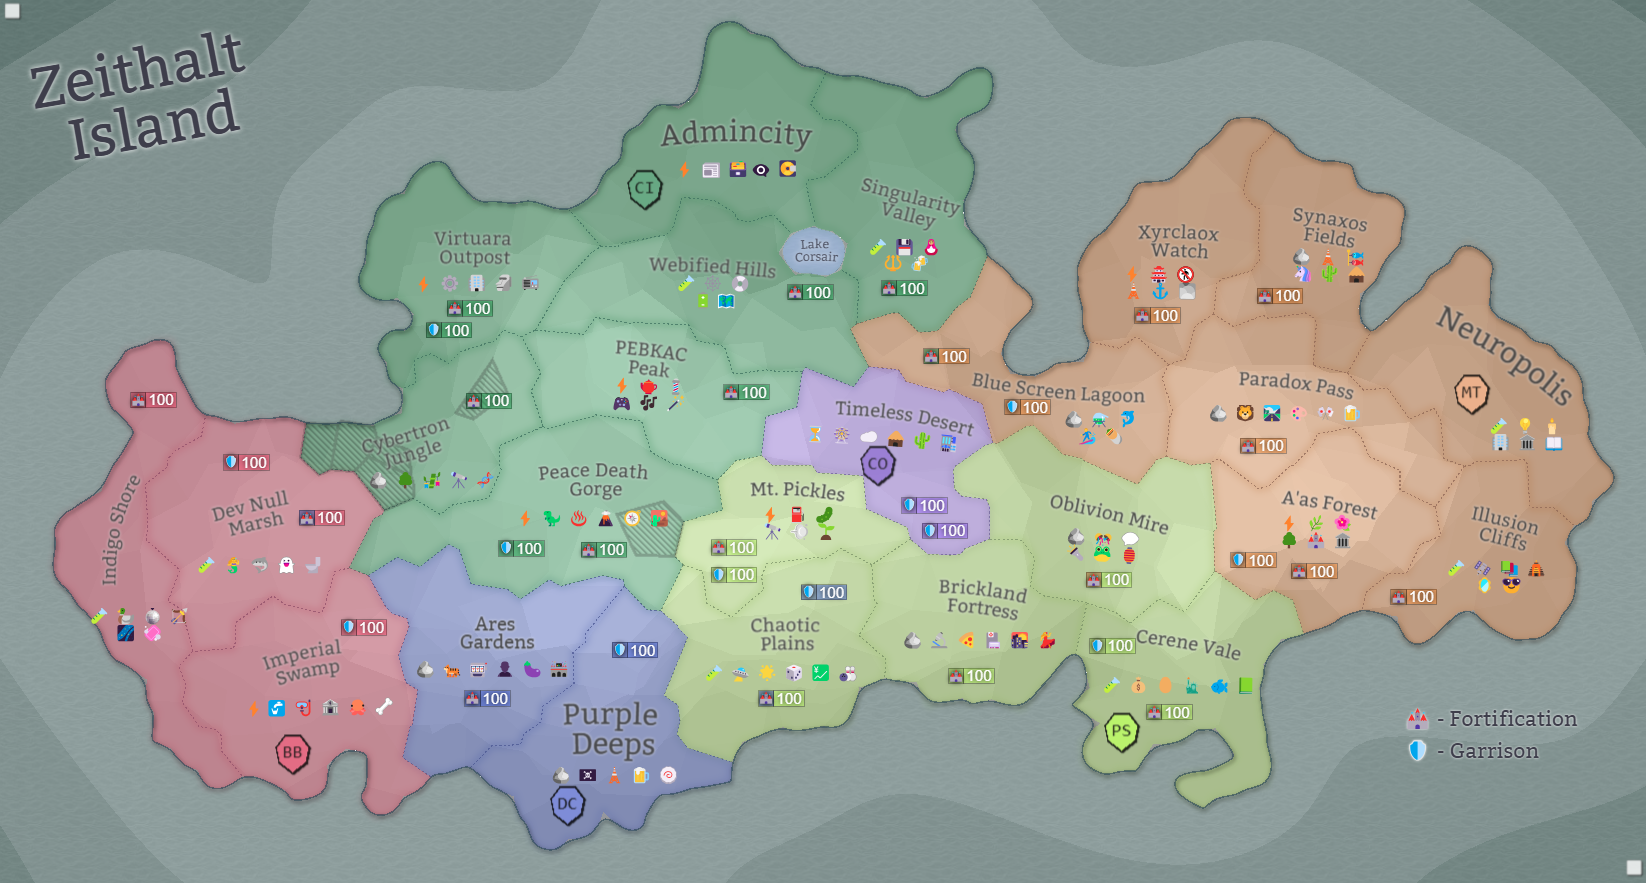 Zeithalt
Island
Admincity
CI
Singularity
Valley
Virtuara
Outpost
Webified Hills
Lake
Corsair
100
100
100
100
Xyrclaox
Watch
100
Synaxos
Fields
100
PEBKAC
Peak
100
100
100
Neuropolis
MT
Blue Screen Lagoon
100
Paradox Pass
100
Timeless Desert
CO
100
100
Cybertron
Jungle
100
Indigo Shore
100
Dev Null
Marsh
100
Peace Death
Gorge
100
100
Mt. Pickles
100
100
Oblivion Mire
100
A'as Forest
100
100
Illusion
Cliffs
100
Imperial
Swamp
100
BB
Ares
Gardens
100
100
Purple
Deeps
DC
100
Chaotic
Plains
100
Brickland
Fortress
100
100
Cerene Vale
100
PS
- Fortification
- Garrison